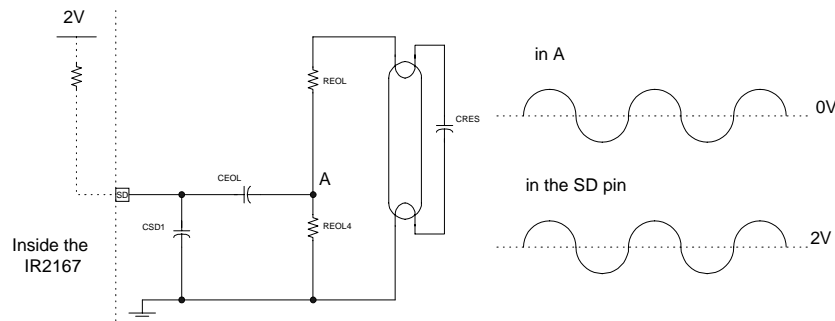 2V
REOL
in A
CRES
0V
CEOL
A
in the SD pin
SD
CSD1
REOL4
2V
Inside the
IR2167